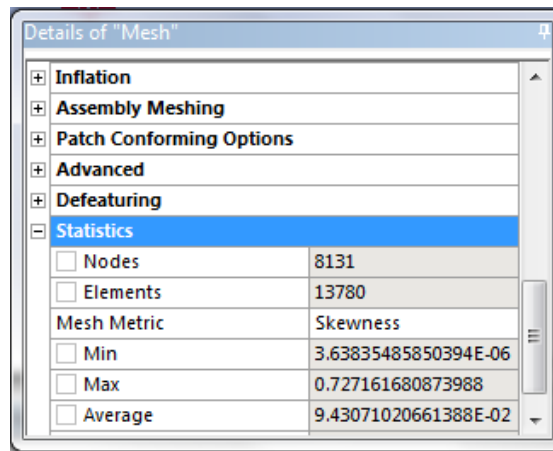 Details of "Mesh"
Inflation
Assembly Meshing
Patch Conforming Options
Advanced
Defeaturing
Statistics
Nodes 8131
Elements 13780
Mesh Metric Skewness
Min 3.63835485850394E-06
Max 0.727161680873988
Average 9.43071020661388E-02